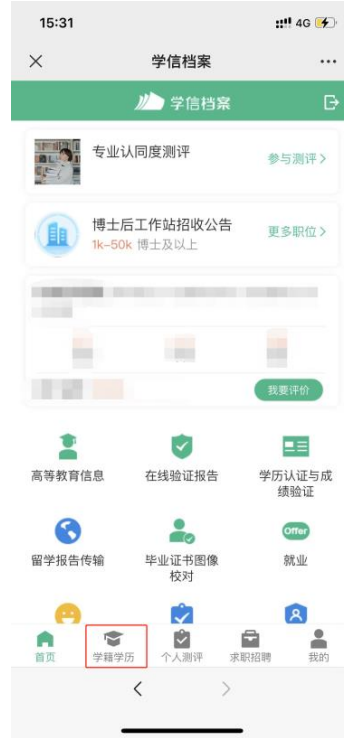 15:31
4G
学信档案
学信档案
专业认同度测评
参与测评
博士后工作站招收公告
1k-50k 博士及以上
更多职位
我要评价
高等教育信息
在线验证报告
学历认证与成
绩验证
留学报告传输
毕业证书图像
校对
Offer
就业
首页
学籍学历
个人测评
求职招聘
我的